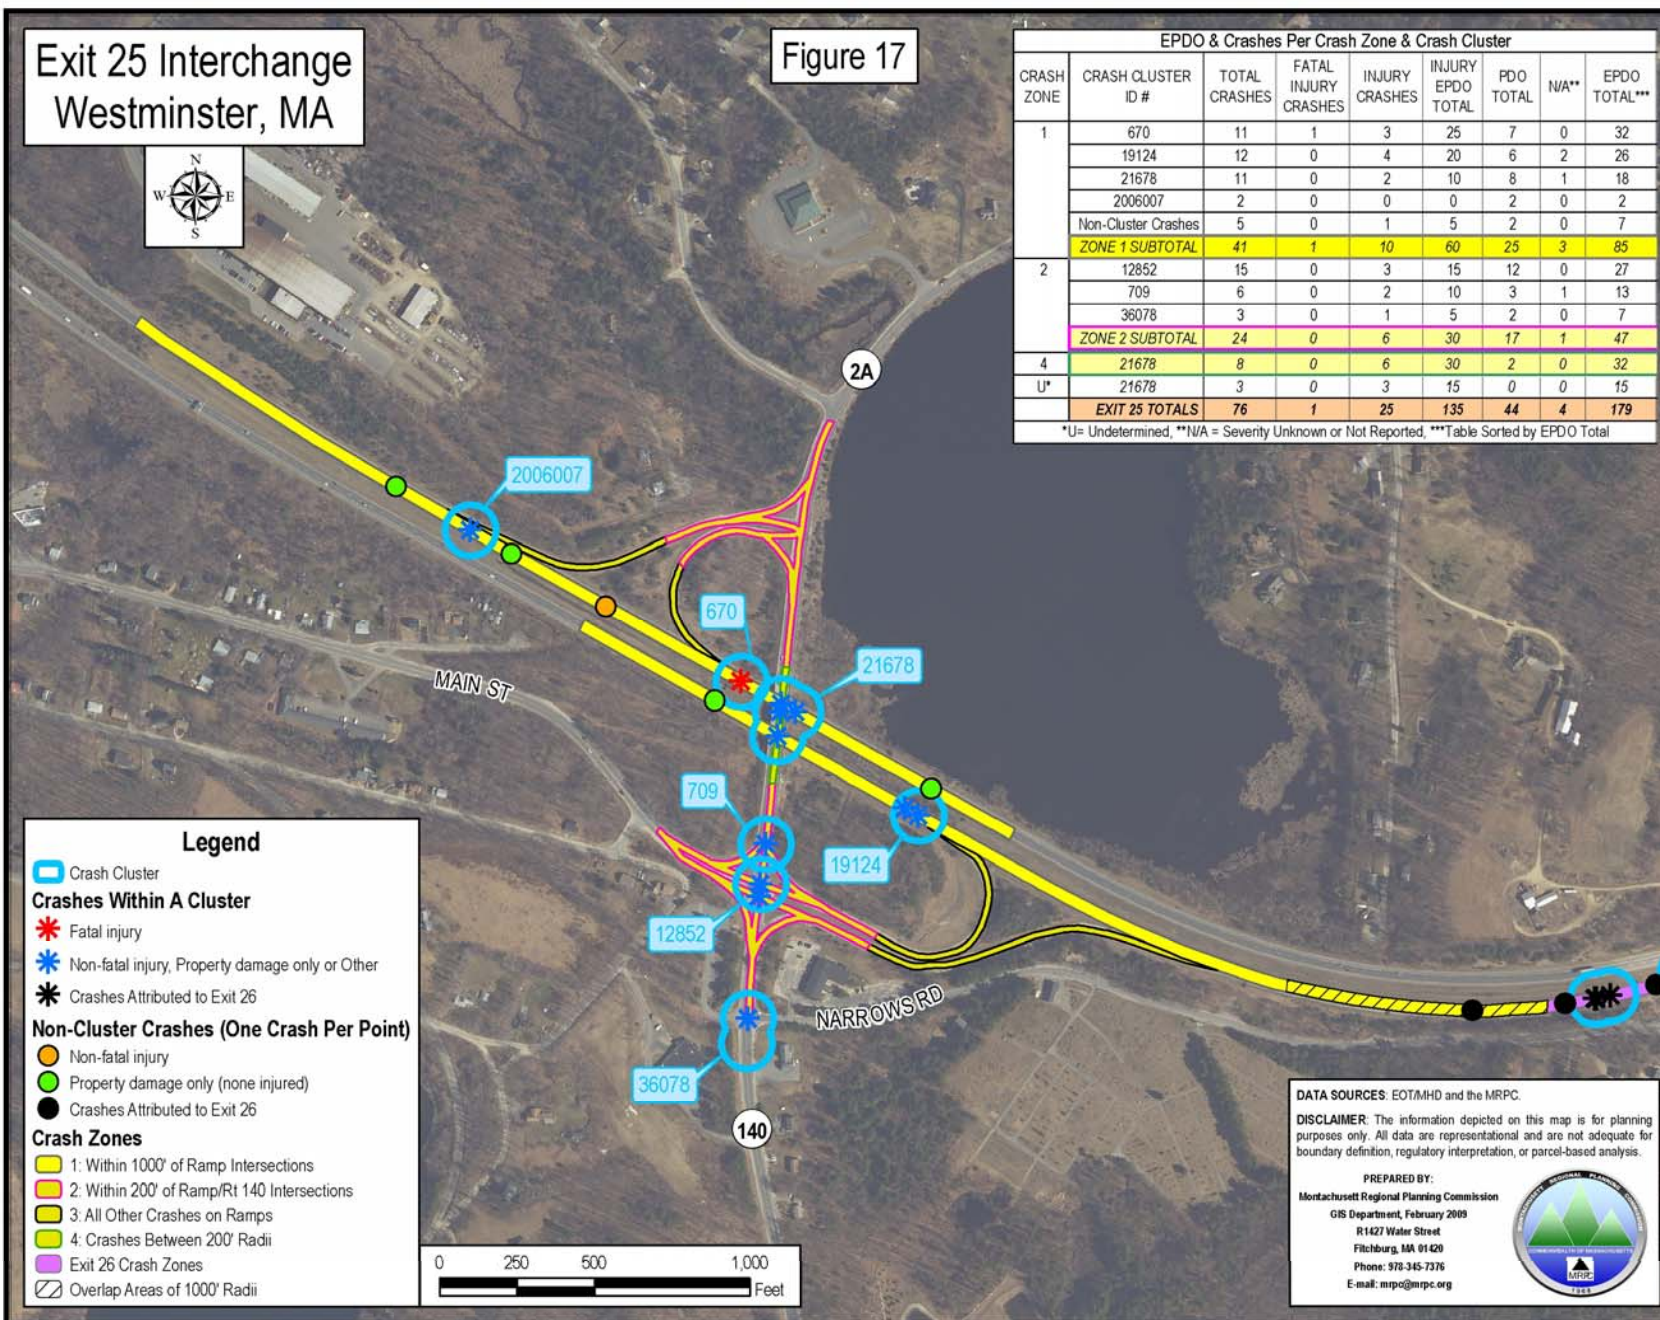 Exit 25 Interchange
Westminster, MA
Figure 17
N
W E
S
EPDO & Crashes Per Crash Zone & Crash Cluster
CRASH ZONE CRASH CLUSTER ID # TOTAL CRASHES FATAL INJURY CRASHES INJURY CRASHES INJURY EPDO TOTAL PDO TOTAL N/A** EPDO TOTAL***
1 670 11 1 3 25 7 0 32
19124 12 0 4 20 6 2 26
21678 11 0 2 10 8 1 18
2006007 2 0 0 0 2 0 2
Non-Cluster Crashes 5 0 1 5 2 0 7
ZONE 1 SUBTOTAL 41 1 10 60 25 3 85
2 12852 15 0 3 15 12 0 27
709 6 0 2 10 3 1 13
36078 3 0 1 5 2 0 7
ZONE 2 SUBTOTAL 24 0 6 30 17 1 47
4 21678 8 0 6 30 2 0 32
U* 21678 3 0 3 15 0 0 15
EXIT 25 TOTALS 76 1 25 135 44 4 179
*U= Undetermined, **N/A = Severity Unknown or Not Reported, ***Table Sorted by EPDO Total
2A
2006007
670
21678
MAIN ST
709
19124
12852
NARROWS RD
36078
140
Legend
Crash Cluster
Crashes Within A Cluster
Fatal injury
Non-fatal injury, Property damage only or Other
Crashes Attributed to Exit 26
Non-Cluster Crashes (One Crash Per Point)
Non-fatal injury
Property damage only (none injured)
Crashes Attributed to Exit 26
Crash Zones
1: Within 1000' of Ramp Intersections
2: Within 200' of Ramp/Rt 140 Intersections
3: All Other Crashes on Ramps
4: Crashes Between 200' Radii
Exit 26 Crash Zones
Overlap Areas of 1000' Radii
0 250 500 1,000
Feet
DATA SOURCES: EOT/MHD and the MRPC.
DISCLAIMER: The information depicted on this map is for planning
purposes only. All data are representational and are not adequate for
boundary definition, regulatory interpretation, or parcel-based analysis.
PREPARED BY:
Montachusett Regional Planning Commission
GIS Department, February 2009
R1427 Water Street
Fitchburg, MA 01420
Phone: 978-345-7376
E-mail: mrpc@mrpc.org
MONTACHUSETT REGIONAL PLANNING COMMISSION
COMMONWEALTH OF MASSACHUSETTS
MRPC
1968